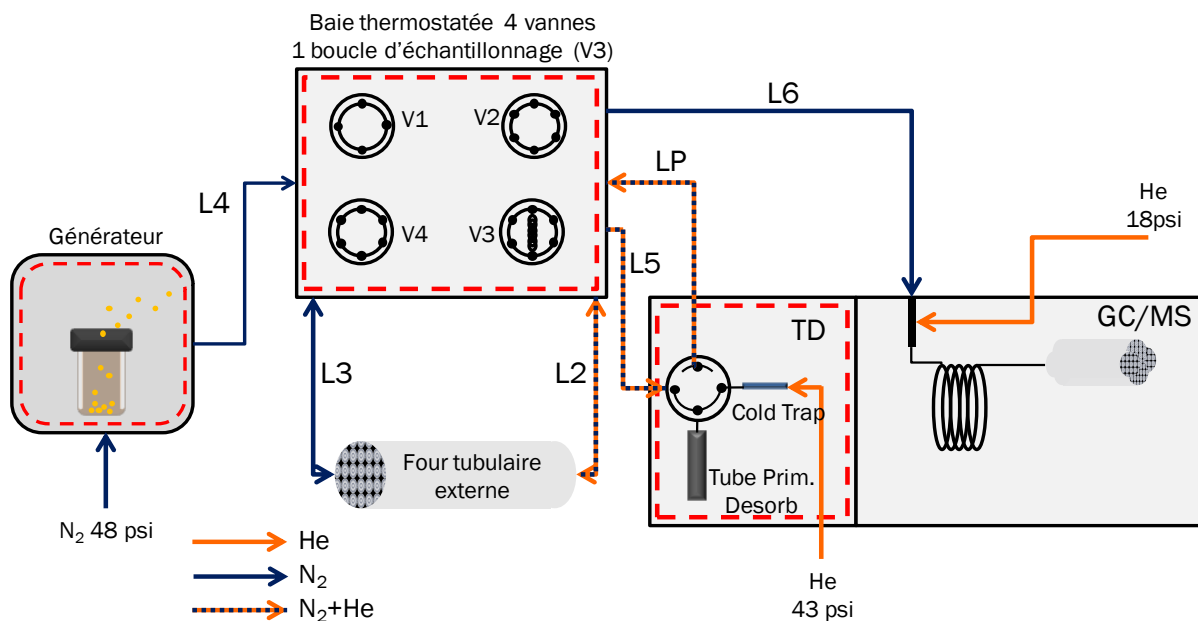 Baie thermostatée 4 vannes
1 boucle d’échantillonnage (V3)
V1
V2
V4
V3
L6
LP
L4
L5
He
18psi
Générateur
TD
GC/MS
L3
L2
Cold Trap
Four tubulaire
externe
Tube Prim.
Desorb
N₂ 48 psi
He
N₂
N₂+He
He
43 psi